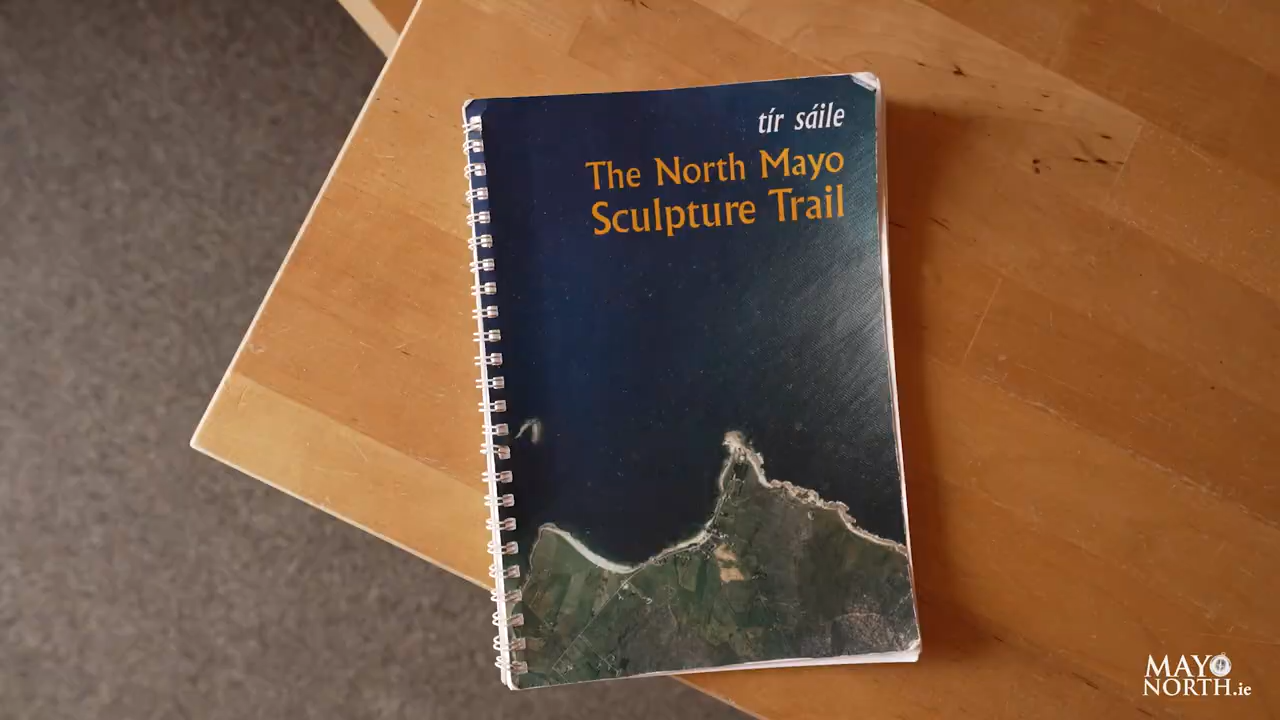 tír sáile
The North Mayo
Sculpture Trail
MAYO
NORTH.ie